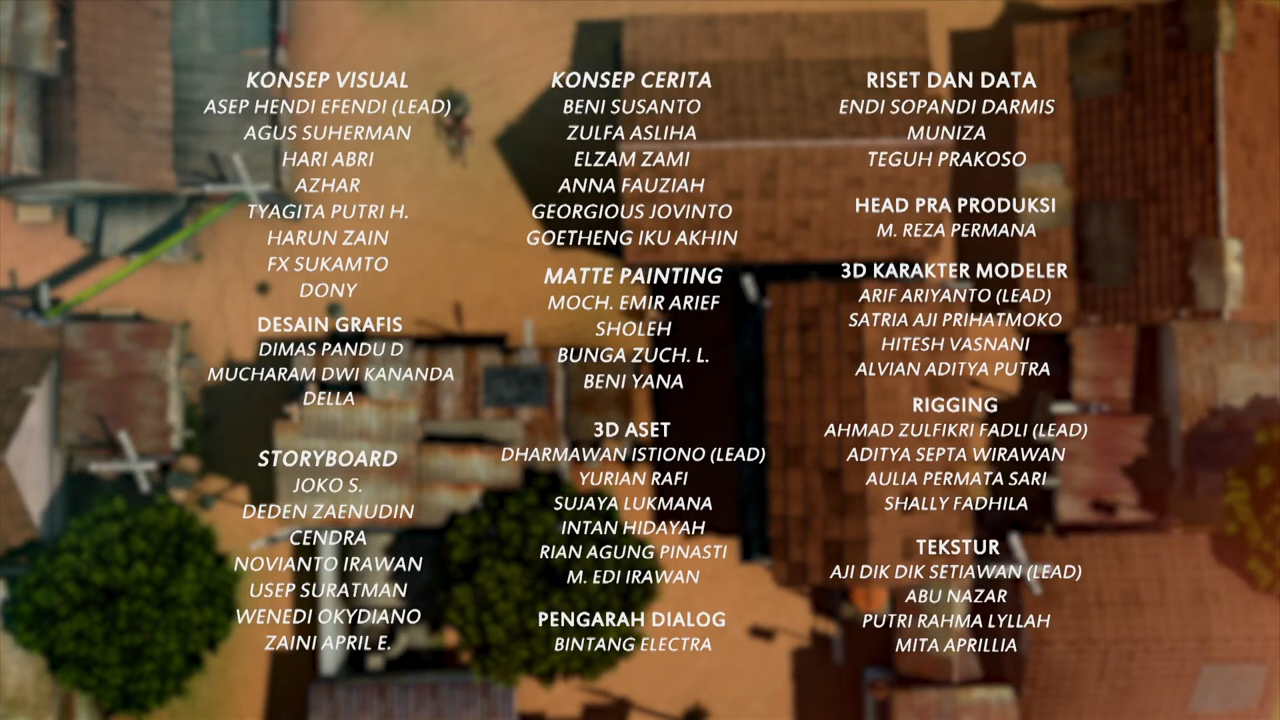 KONSEP VISUAL
ASEP HENDI EFENDI (LEAD)
AGUS SUHERMAN
HARI ABRI
AZHAR
TYAGITA PUTRI H.
HARUN ZAIN
FX SUKAMTO
DONY
DESAIN GRAFIS
DIMAS PANDU D
MUCHARAM DWI KANANDA
DELLA
STORYBOARD
JOKO S.
DEDEN ZAENUDIN
CENDRA
NOVIANTO IRAWAN
USEP SURATMAN
WENEDI OKYDIANO
ZAINI APRIL E.
KONSEP CERITA
BENI SUSANTO
ZULFA ASLIHA
ELZAM ZAMI
ANNA FAUZIAH
GEORGIOUS JOVINTO
GOETHENG IKU AKHIN
MATTE PAINTING
MOCH. EMIR ARIEF
SHOLEH
BUNGA ZUCH. L.
BENI YANA
3D ASET
DHARMAWAN ISTIONO (LEAD)
YURIAN RAFI
SUJAYA LUKMANA
INTAN HIDAYAH
RIAN AGUNG PINASTI
M. EDI IRAWAN
PENGARAH DIALOG
BINTANG ELECTRA
RISET DAN DATA
ENDI SOPANDI DARMIS
MUNIZA
TEGUH PRAKOSO
HEAD PRA PRODUKSI
M. REZA PERMANA
3D KARAKTER MODELER
ARIF ARIYANTO (LEAD)
SATRIA AJI PRIHATMOKO
HITESH VASNANI
ALVIAN ADITYA PUTRA
RIGGING
AHMAD ZULFIKRI FADLI (LEAD)
ADITYA SEPTA WIRAWAN
AULIA PERMATA SARI
SHALLY FADHILA
TEKSTUR
AJI DIK DIK SETIAWAN (LEAD)
ABU NAZAR
PUTRI RAHMA LYLLAH
MITA APRILLIA